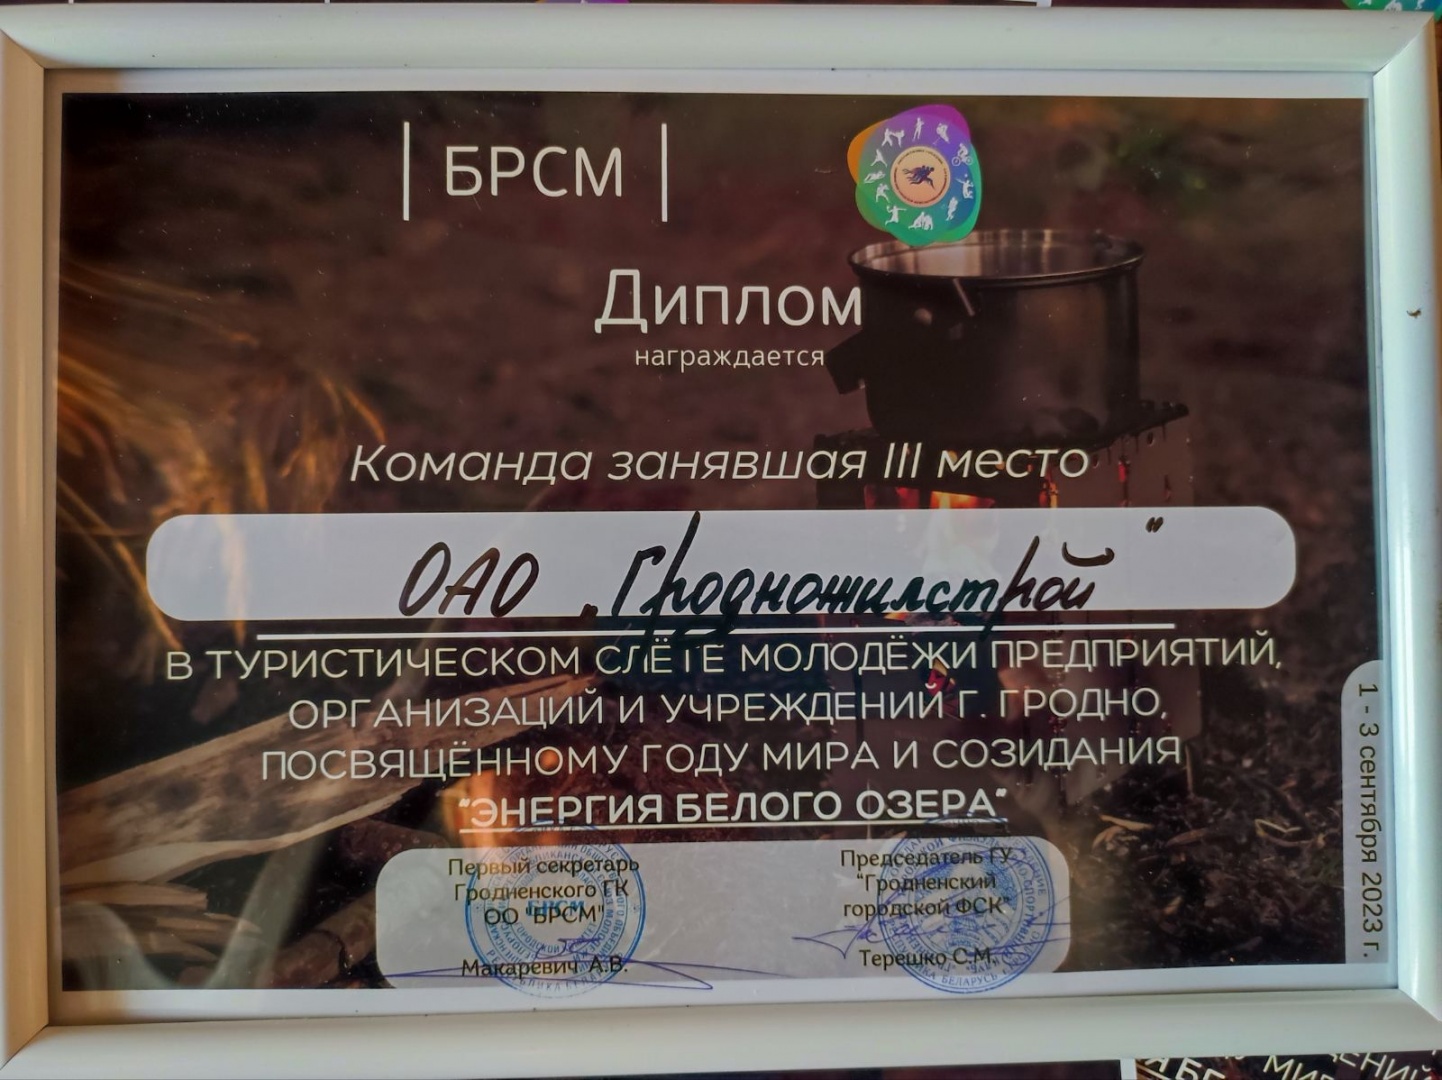 БРСМ
Диплом
награждается
Команда занявшая III место
ОАО „Гродножилстрой"
В ТУРИСТИЧЕСКОМ СЛЁТЕ МОЛОДЁЖИ ПРЕДПРИЯТИЙ,
ОРГАНИЗАЦИЙ И УЧРЕЖДЕНИЙ Г. ГРОДНО,
ПОСВЯЩЁННОМУ ГОДУ МИРА И СОЗИДАНИЯ
"ЭНЕРГИЯ БЕЛОГО ОЗЕРА"
Первый секретарь
Гродненского ГК
ОО "БРСМ"
Макаревич А.В.
Председатель ГУ
"Гродненский
городской ФСК"
Терешко С.М.
1 - 3 сентября 2023 г.